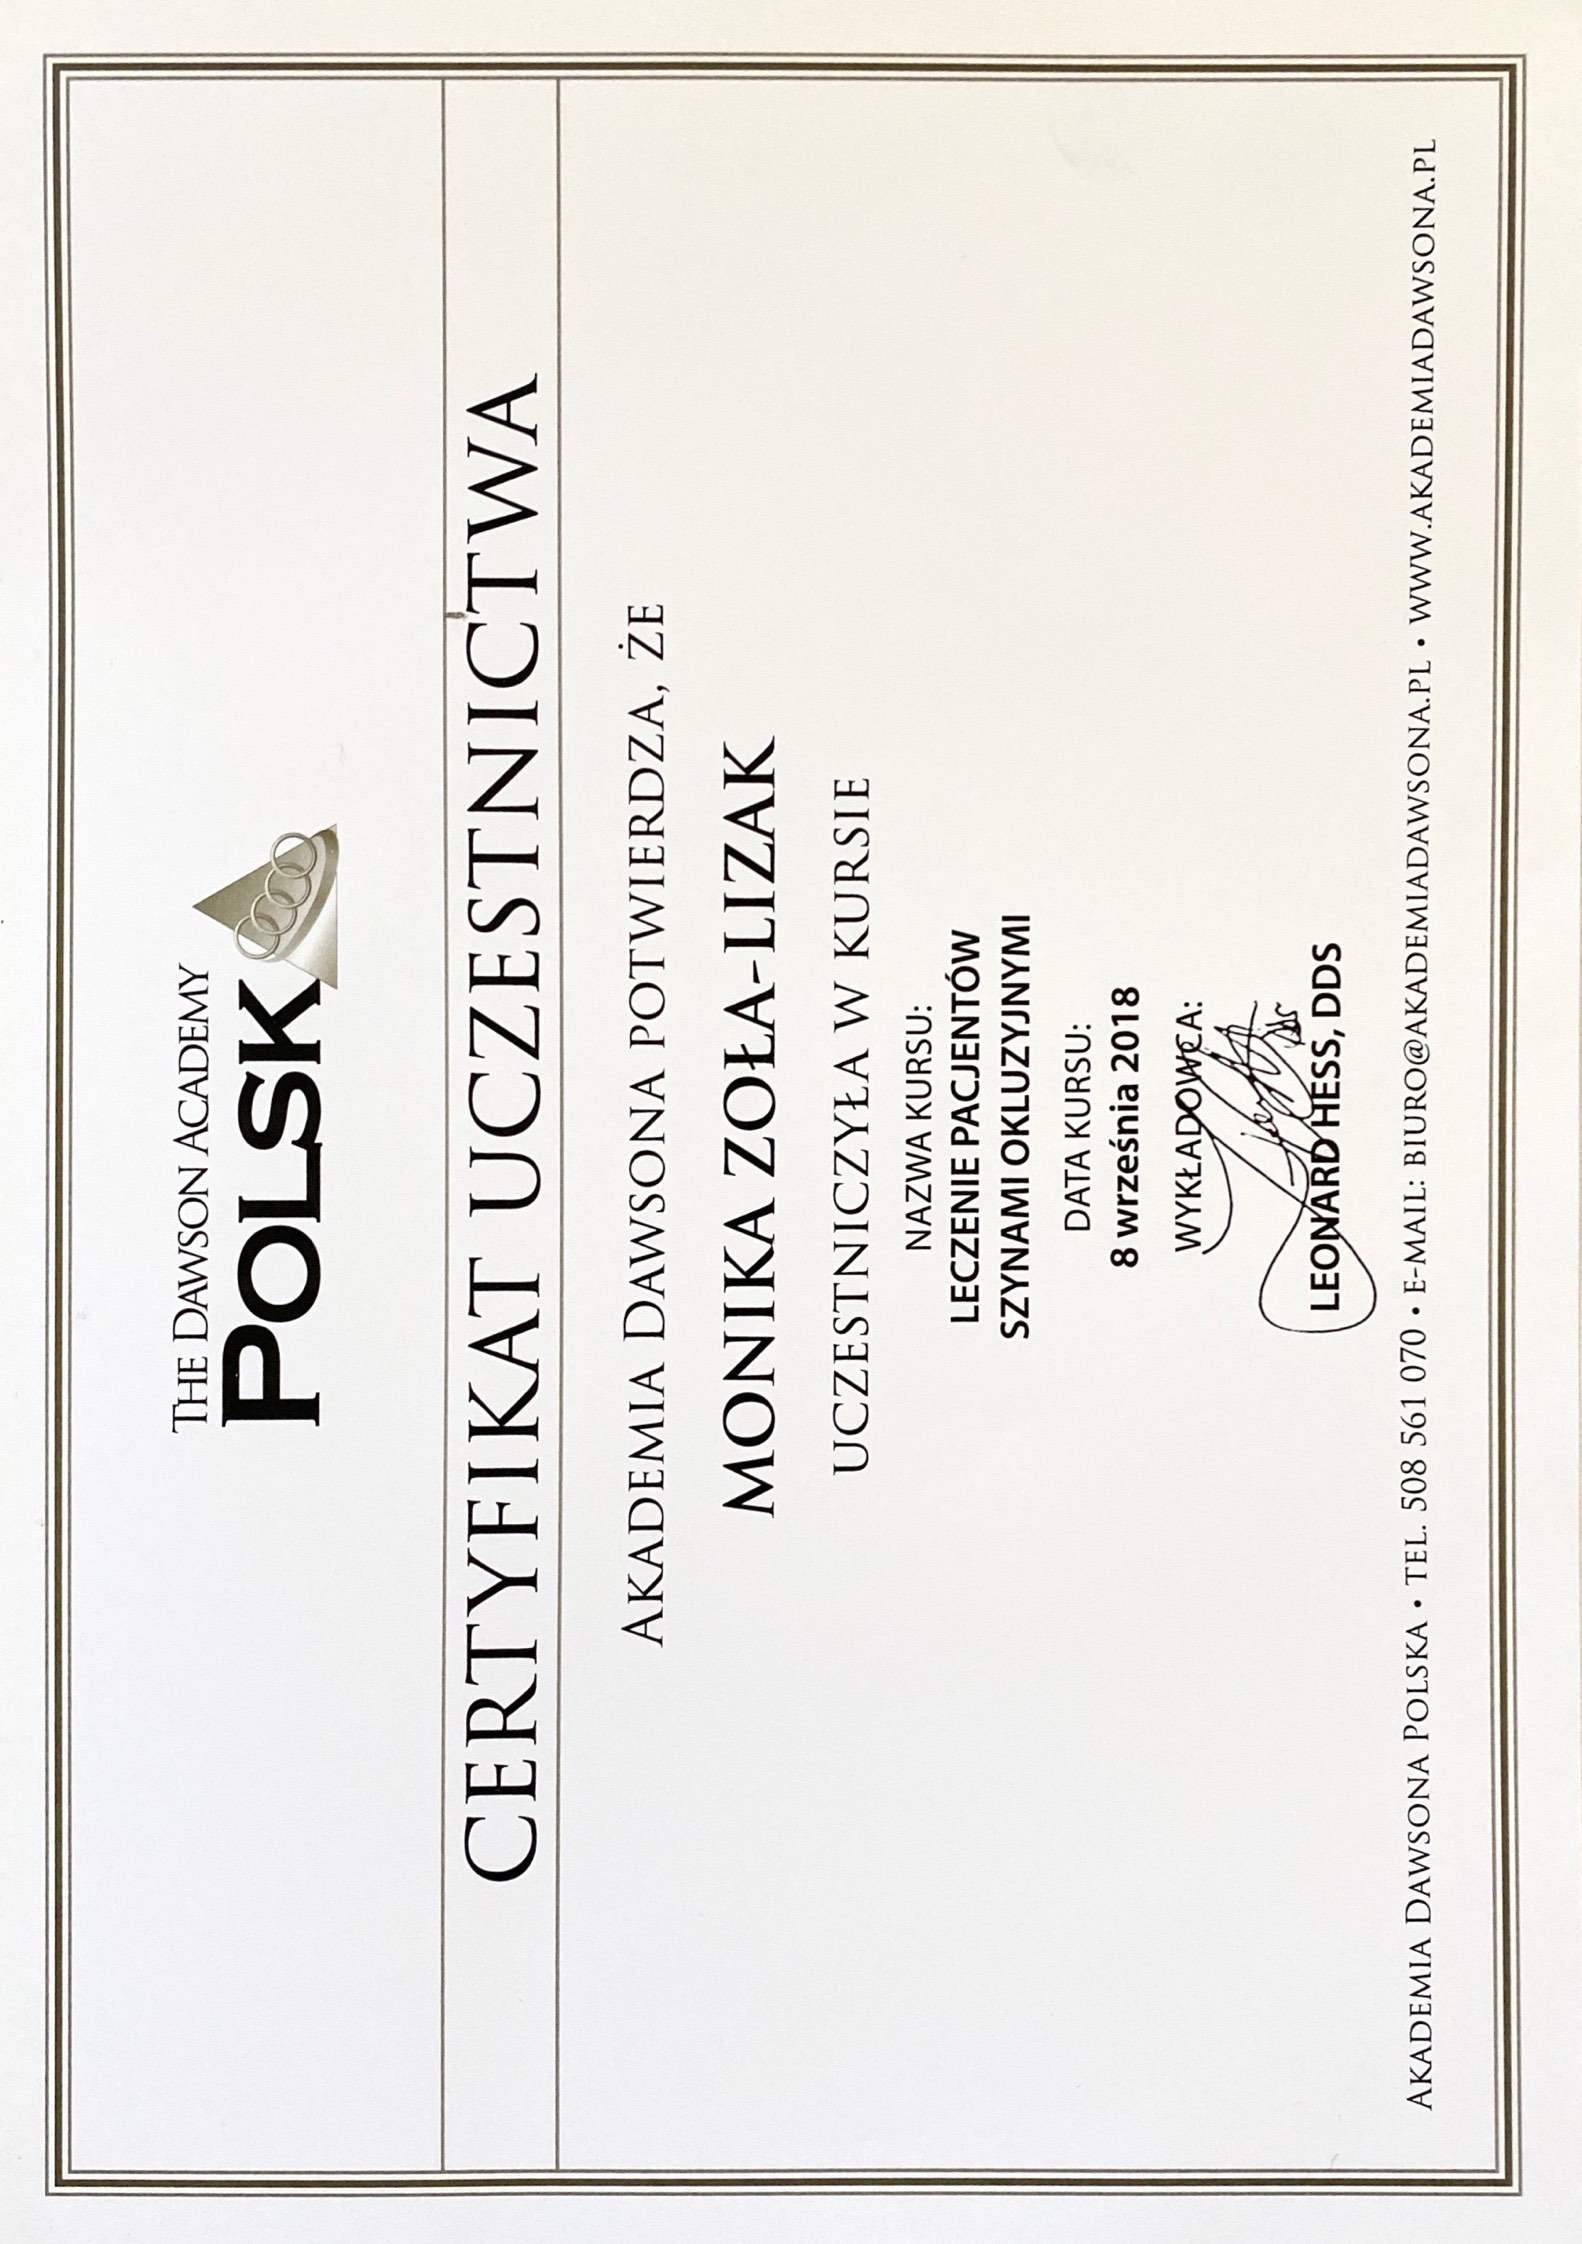 THE DAWSON ACADEMY
POLSKA
CERTYFIKAT UCZESTNICTWA
AKADEMIA DAWSONA POTWIERDZA, ŻE
MONIKA ZOŁA-LIZAK
UCZESTNICZYŁA W KURSIE
NAZWA KURSU:
LECZENIE PACJENTÓW
SZYNAMI OKLUZYJNYMI
DATA KURSU:
8 września 2018
WYKŁADOWCA:
LEONARD HESS, DDS
AKADEMIA DAWSONA POLSKA • TEL. 508 561 070 • E-MAIL: BIURO@AKADEMIADAWSONA.PL • WWW.AKADEMIADAWSONA.PL